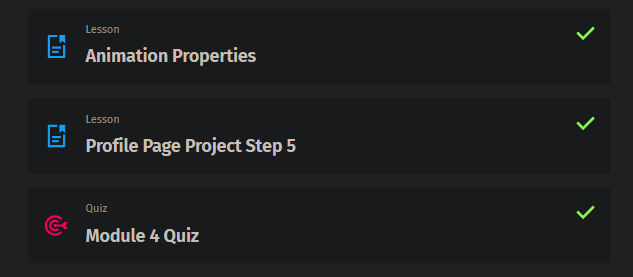 Lesson
Animation Properties
Lesson
Profile Page Project Step 5
Quiz
Module 4 Quiz